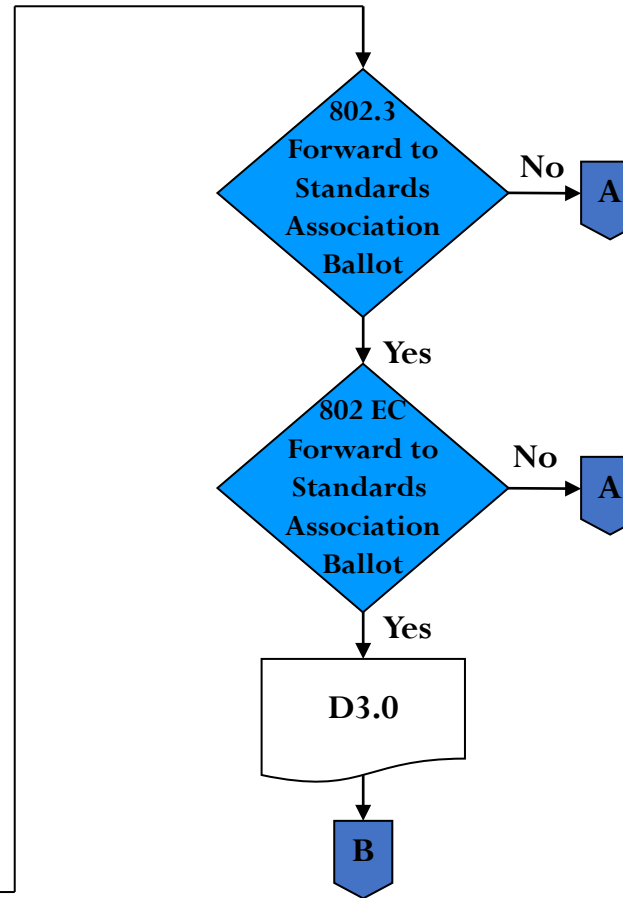 802.3
Forward to
Standards
Association
Ballot
No
A
Yes
802 EC
Forward to
Standards
Association
Ballot
No
A
Yes
D3.0
B